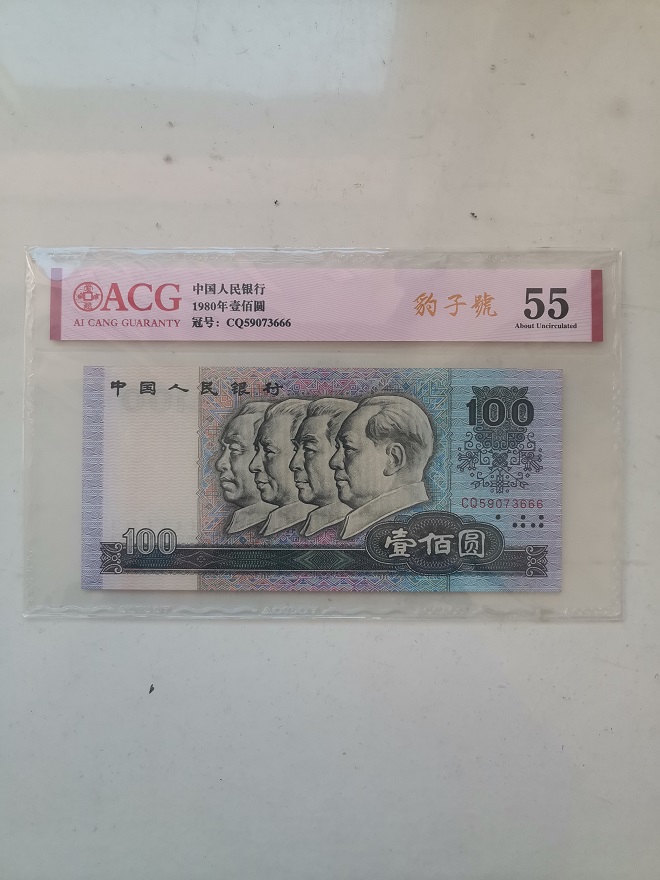 ACG
AI CANG GUARANTY
中国人民银行
1980年壹佰圓
冠号: CQ59073666
豹子號
55
About Uncirculated
中国人民银行
100
CQ59073666
100
壹佰圆